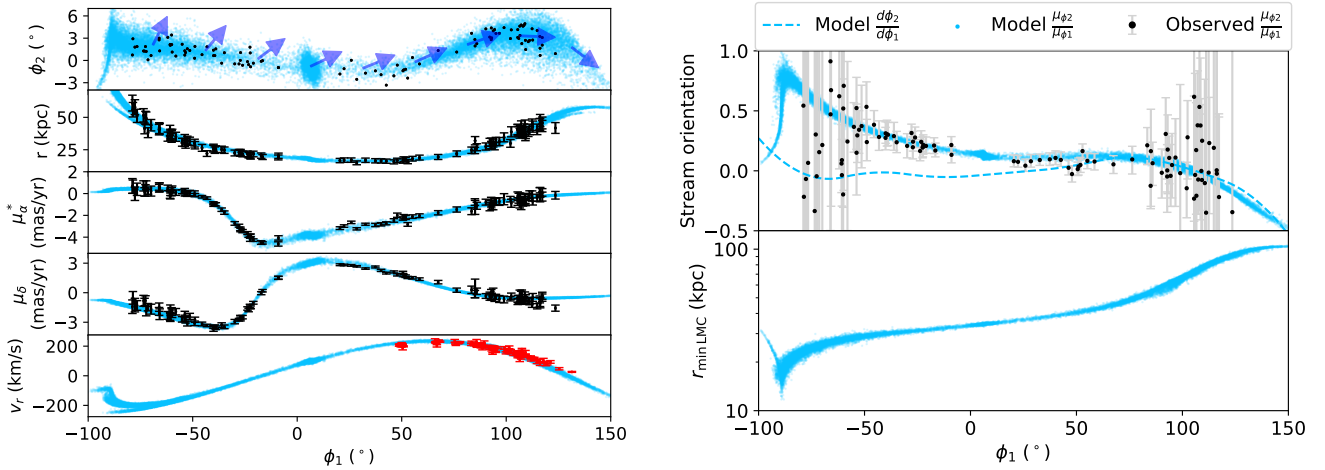 6
3
0
−3
ϕ₂ (°)
50
25
r (kpc)
2
0
−2
−4
μ*α
(mas/yr)
3
0
−3
μδ
(mas/yr)
200
0
−200
vᵣ (km/s)
−100 −50 0 50 100 150
ϕ₁ (°)
Model dϕ₂/dϕ₁ Model μϕ2/μϕ1 Observed μϕ2/μϕ1
1.0
0.5
0.0
−0.5
Stream orientation
100
10
r min LMC (kpc)
−100 −50 0 50 100 150
ϕ₁ (°)